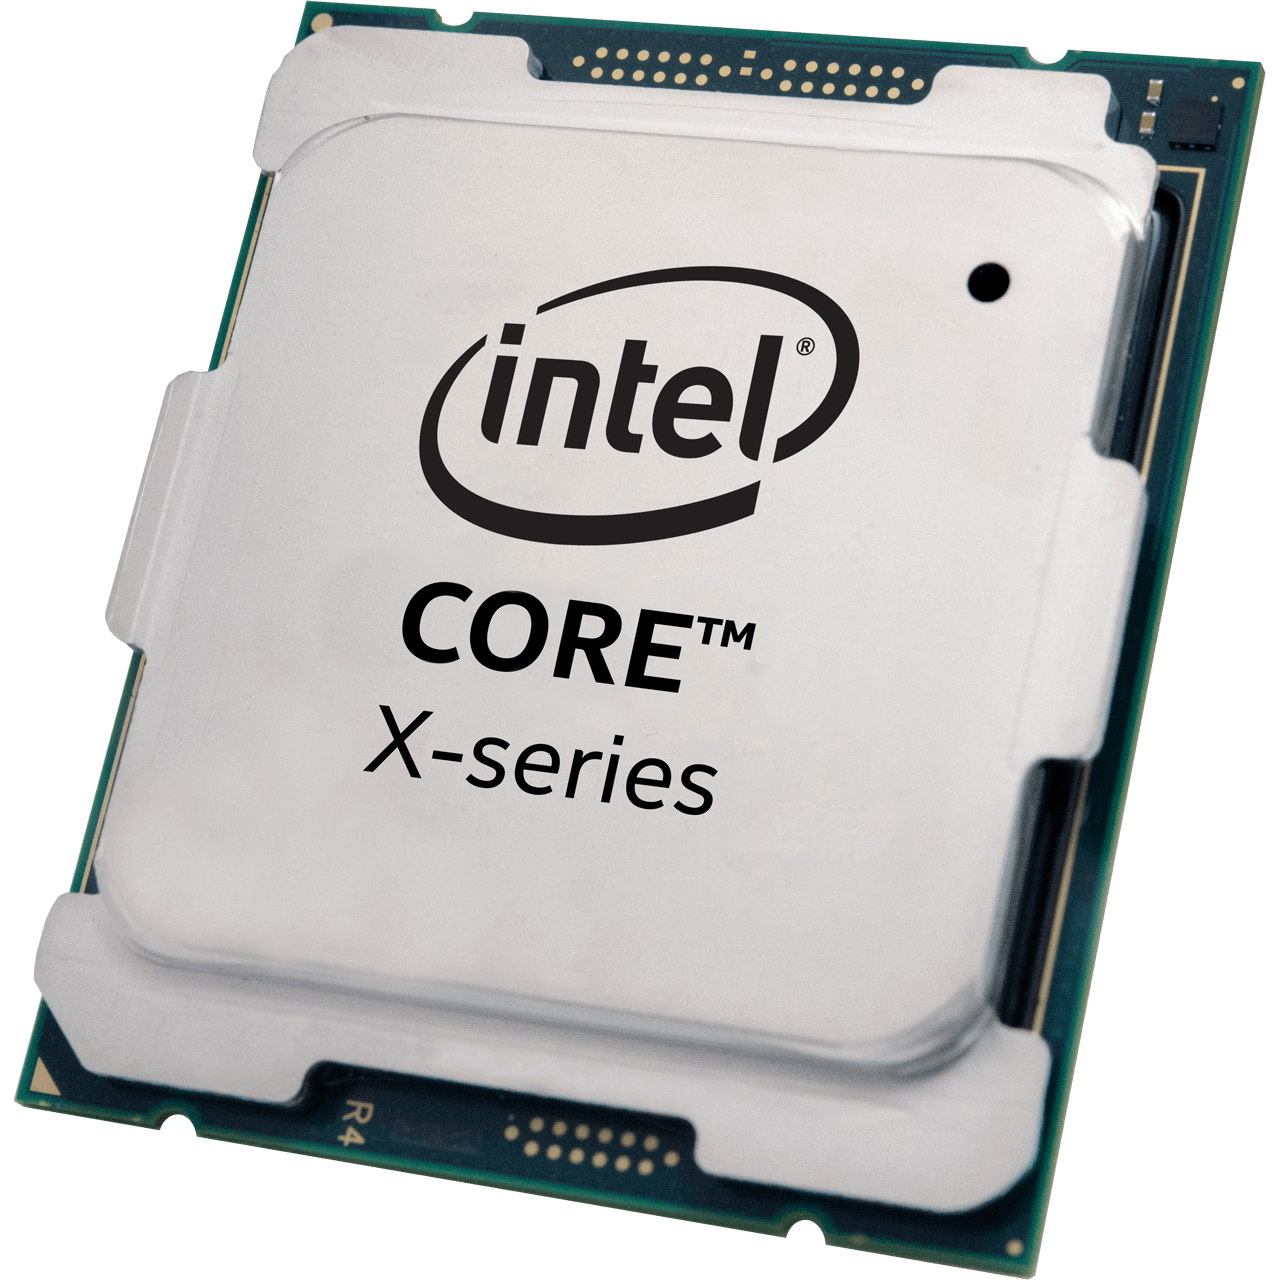 intel®
CORE™
X-series
R4